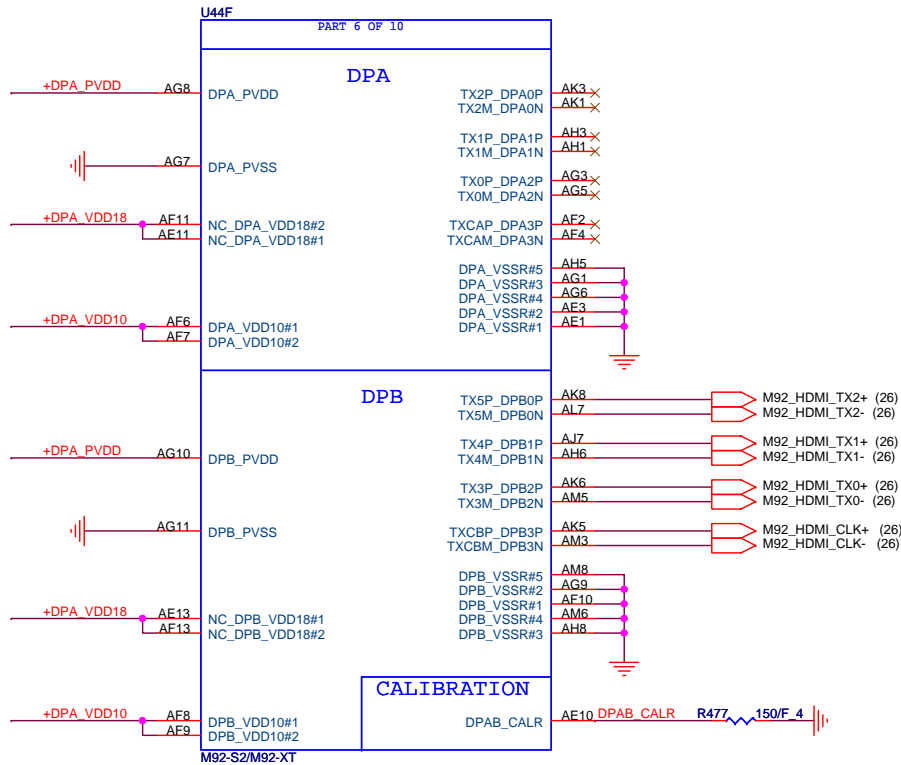 U44F
PART 6 OF 10
DPA
+DPA_PVDD AG8 DPA_PVDD
TX2P_DPA0P AK3
TX2M_DPA0N AK1
TX1P_DPA1P AH3
TX1M_DPA1N AH1
AG7 DPA_PVSS
TX0P_DPA2P AG3
TX0M_DPA2N AG5
+DPA_VDD18 AF11 NC_DPA_VDD18#2
AE11 NC_DPA_VDD18#1
TXCAP_DPA3P AF2
TXCAM_DPA3N AF4
DPA_VSSR#5 AH5
DPA_VSSR#3 AG1
DPA_VSSR#4 AG6
DPA_VSSR#2 AE3
DPA_VSSR#1 AE1
+DPA_VDD10 AF6 DPA_VDD10#1
AF7 DPA_VDD10#2
DPB
TX5P_DPB0P AK8 M92_HDMI_TX2+ (26)
TX5M_DPB0N AL7 M92_HDMI_TX2- (26)
TX4P_DPB1P AJ7 M92_HDMI_TX1+ (26)
TX4M_DPB1N AH6 M92_HDMI_TX1- (26)
+DPA_PVDD AG10 DPB_PVDD
TX3P_DPB2P AK6 M92_HDMI_TX0+ (26)
TX3M_DPB2N AM5 M92_HDMI_TX0- (26)
AG11 DPB_PVSS
TXCBP_DPB3P AK5 M92_HDMI_CLK+ (26)
TXCBM_DPB3N AM3 M92_HDMI_CLK- (26)
DPB_VSSR#5 AM8
DPB_VSSR#2 AG9
DPB_VSSR#1 AF10
DPB_VSSR#4 AM6
DPB_VSSR#3 AH8
+DPA_VDD18 AE13 NC_DPB_VDD18#1
AF13 NC_DPB_VDD18#2
CALIBRATION
+DPA_VDD10 AF8 DPB_VDD10#1
AF9 DPB_VDD10#2
DPAB_CALR AE10 DPAB_CALR R477 150/F_4
M92-S2/M92-XT